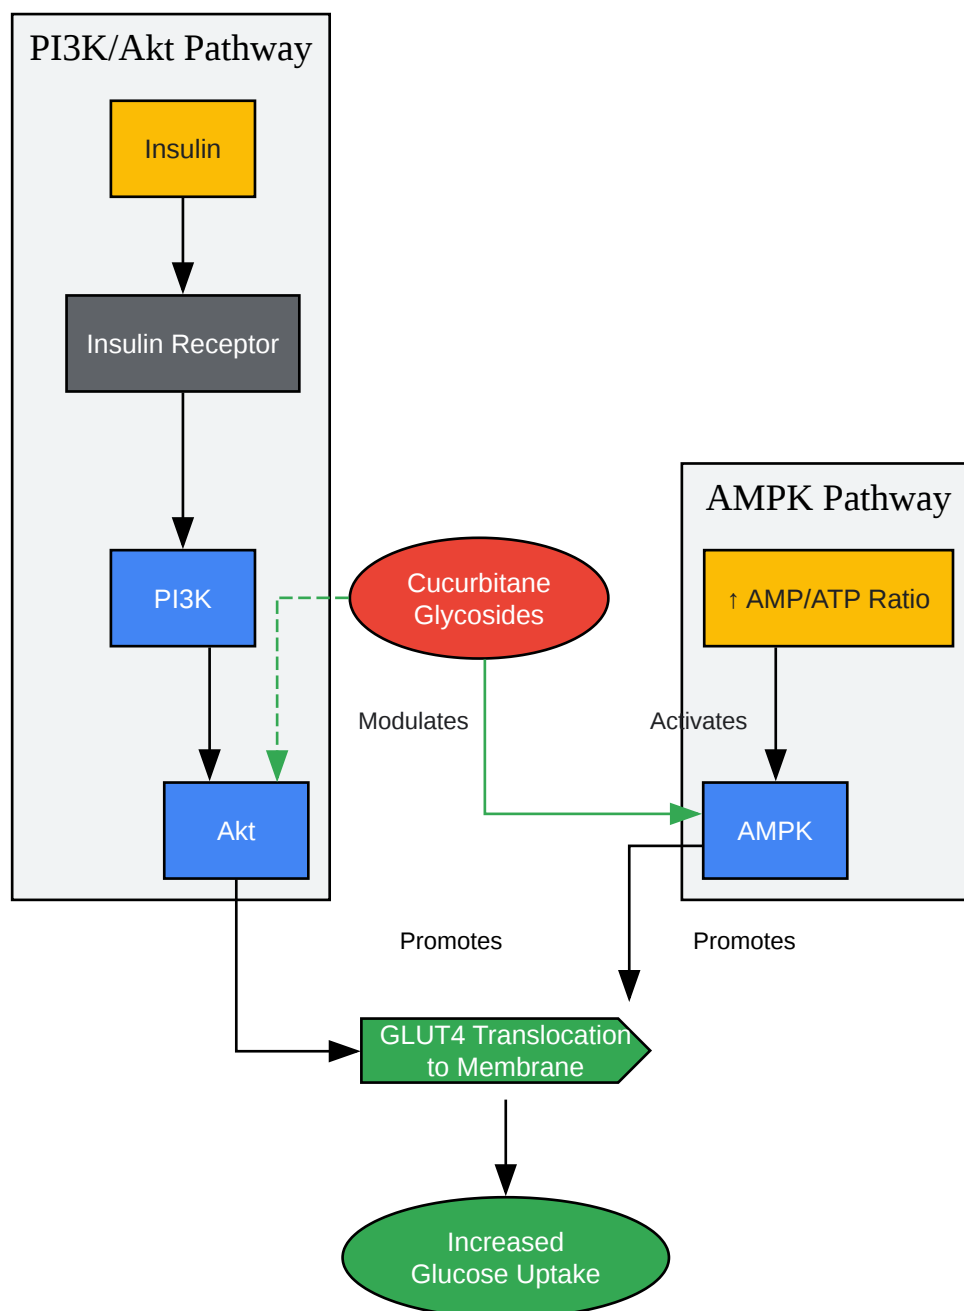 PI3K/Akt Pathway
Insulin
Insulin Receptor
AMPK Pathway
PI3K
Cucurbitane
Glycosides
↑ AMP/ATP Ratio
Modulates
Activates
Akt
AMPK
Promotes
Promotes
GLUT4 Translocation
to Membrane
Increased
Glucose Uptake